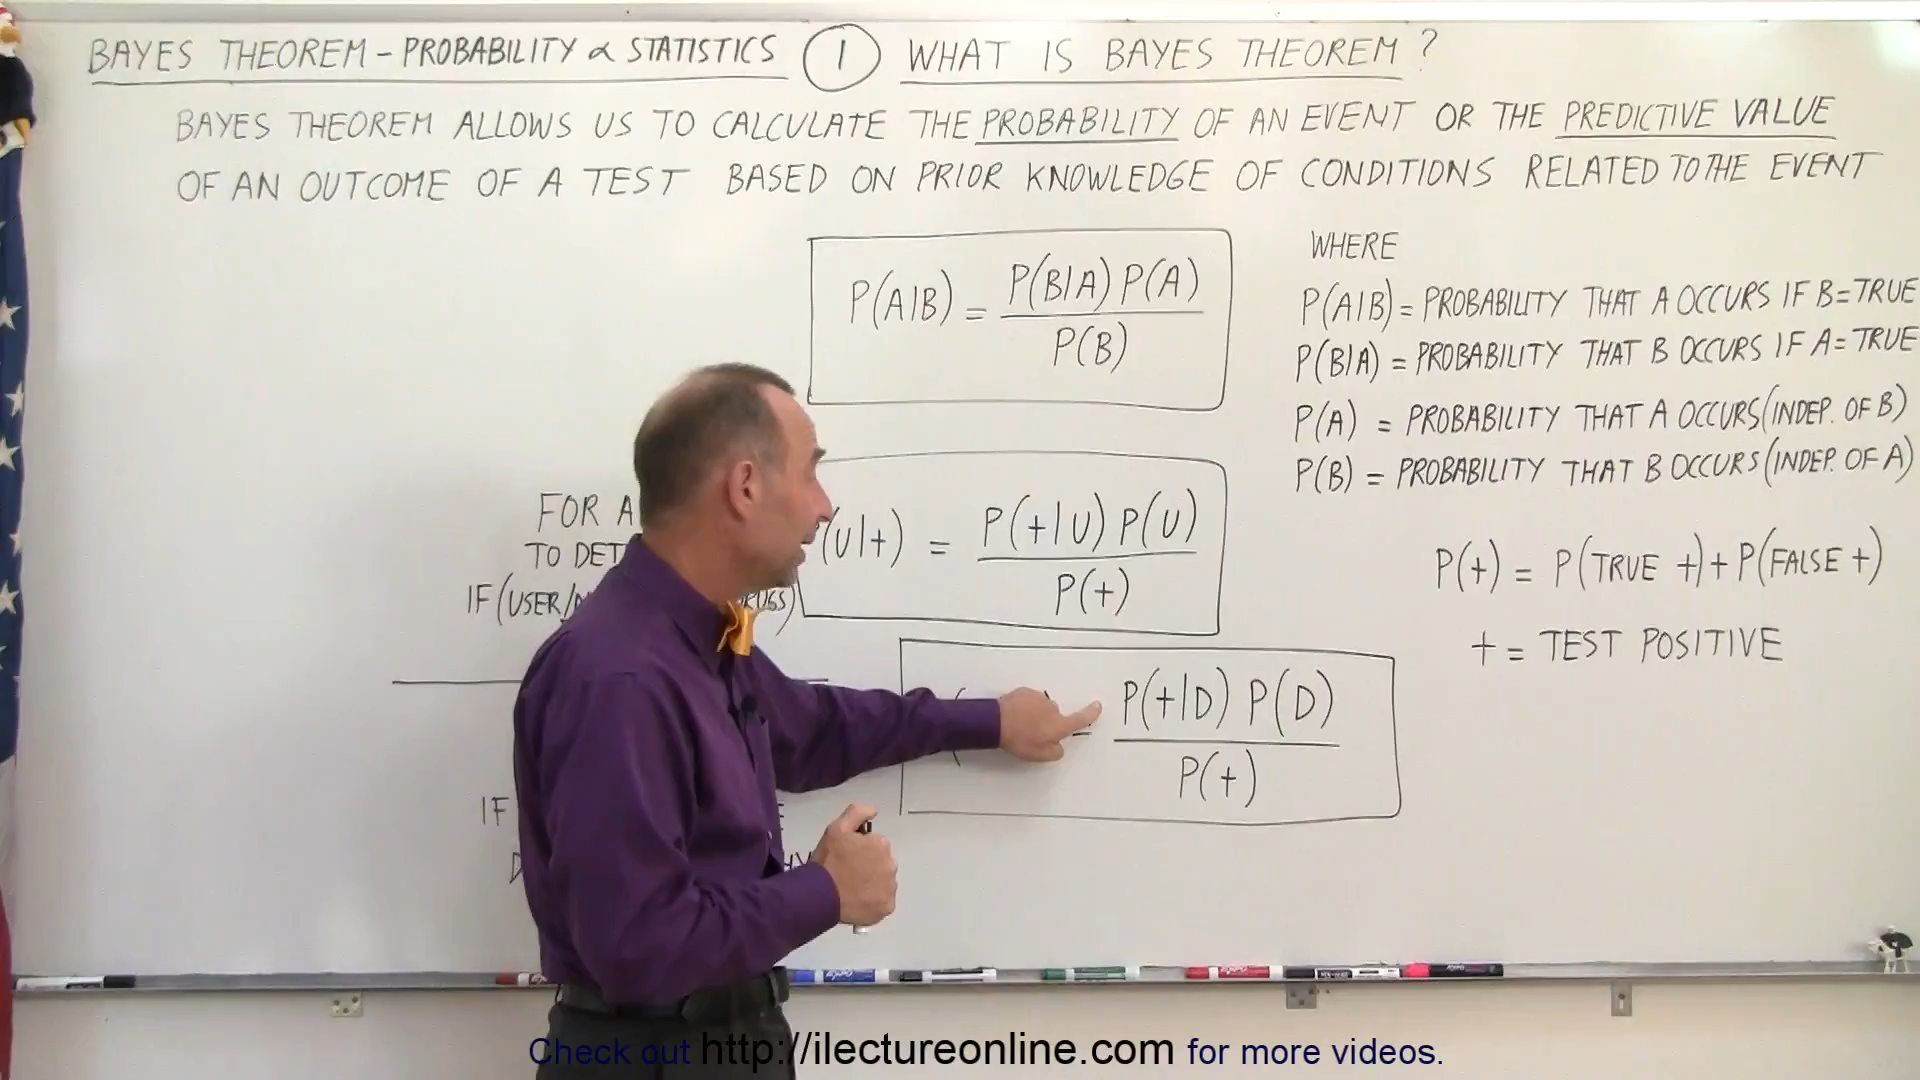 BAYES THEOREM - PROBABILITY & STATISTICS ① WHAT IS BAYES THEOREM?
BAYES THEOREM ALLOWS US TO CALCULATE THE PROBABILITY OF AN EVENT OR THE PREDICTIVE VALUE
OF AN OUTCOME OF A TEST BASED ON PRIOR KNOWLEDGE OF CONDITIONS RELATED TO THE EVENT
P(A|B) = P(B|A) P(A)
P(B)
WHERE
P(A|B) = PROBABILITY THAT A OCCURS IF B = TRUE
P(B|A) = PROBABILITY THAT B OCCURS IF A = TRUE
P(A) = PROBABILITY THAT A OCCURS (INDEP. OF B)
P(B) = PROBABILITY THAT B OCCURS (INDEP. OF A)
FOR A
TO DET
IF (USER/
(U|+) = P(+|U) P(U)
P(+)
P(+) = P(TRUE +) + P(FALSE +)
+ = TEST POSITIVE
= P(+|D) P(D)
P(+)
IF
Check out http://ilectureonline.com for more videos.